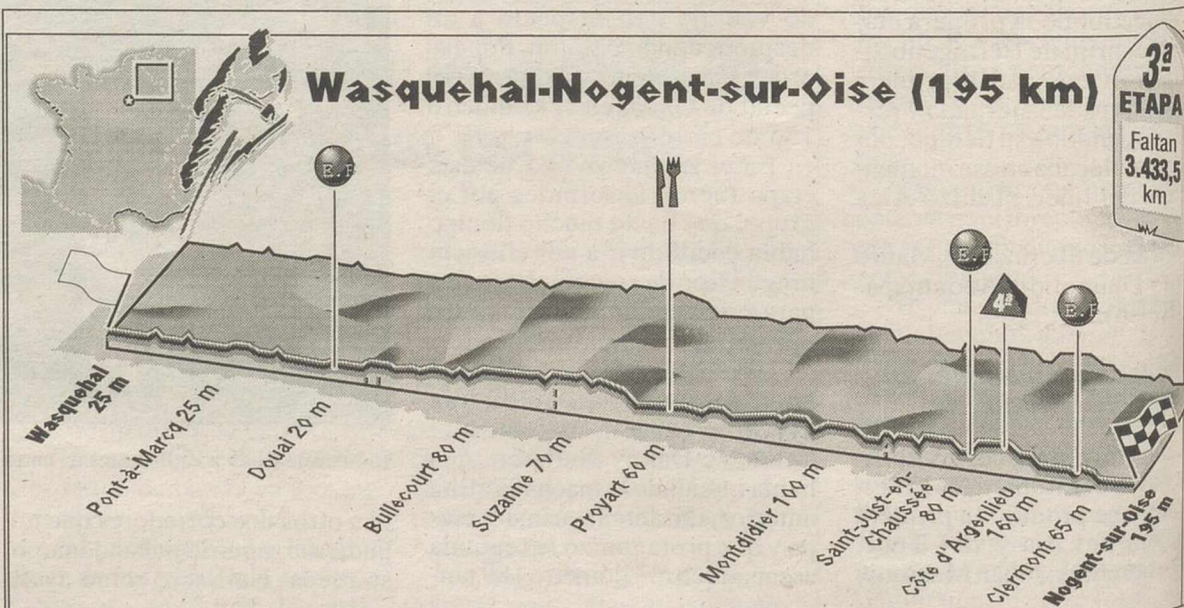 Wasquehal-Nogent-sur-Oise (195 km)
3ª
ETAPA
Faltan
3.433,5
km
E.P
E.P
4ª
E.P
Wasquehal
25 m
Pont-a-Marcq 25 m
Douai 20 m
Bullecourt 80 m
Suzanne 70 m
Proyart 60 m
Montdidiet 100 m
Saint-Just-en-
chaussée
80 m
Côte d'Argenlieu
169 m
Clermont 65 m
Nogent-sur-Oise
195 m